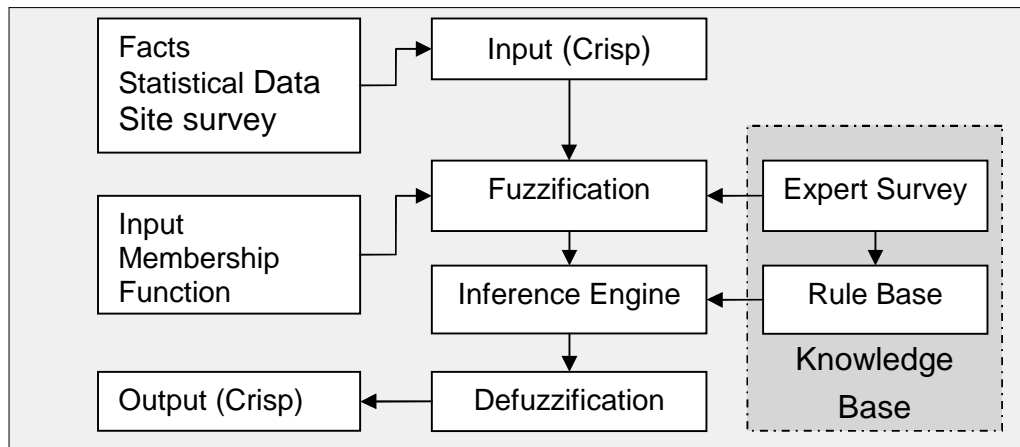 Facts
Statistical Data
Site survey
Input (Crisp)
Fuzzification
Expert Survey
Input
Membership
Function
Inference Engine
Rule Base
Knowledge
Base
Output (Crisp)
Defuzzification